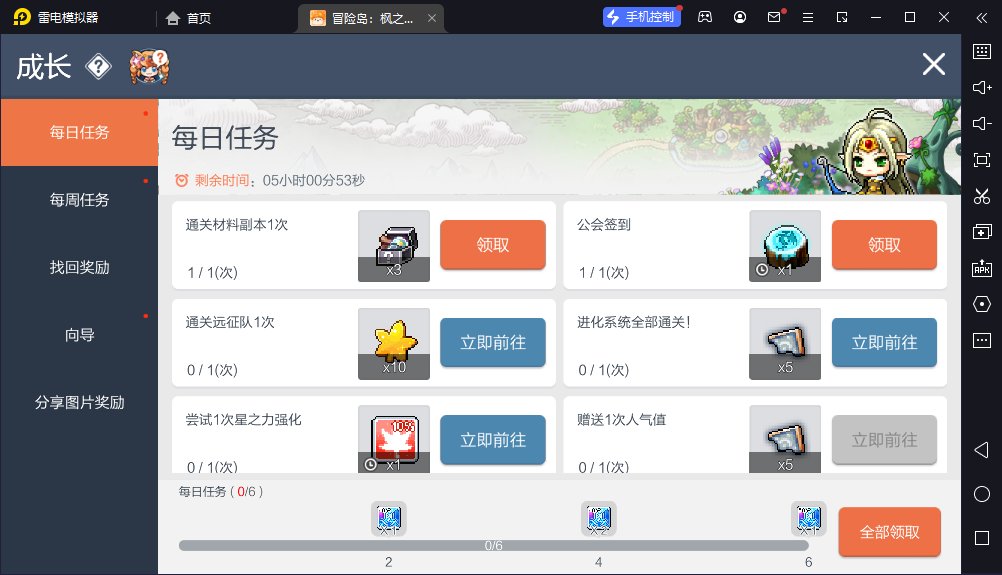 雷电模拟器
首页
冒险岛：枫之...
手机控制
成长
每日任务
每周任务
找回奖励
向导
分享图片奖励
每日任务
剩余时间：05小时00分53秒
通关材料副本1次
1 / 1(次)
x3
领取
公会签到
1 / 1(次)
x1
领取
通关远征队1次
0 / 1(次)
x10
立即前往
进化系统全部通关!
0 / 1(次)
x5
立即前往
尝试1次星之力强化
0 / 1(次)
10%
x1
立即前往
赠送1次人气值
0 / 1(次)
x5
立即前往
每日任务 ( 0/6 )
x1
x2
x1
0/6
2
4
6
全部领取
APK